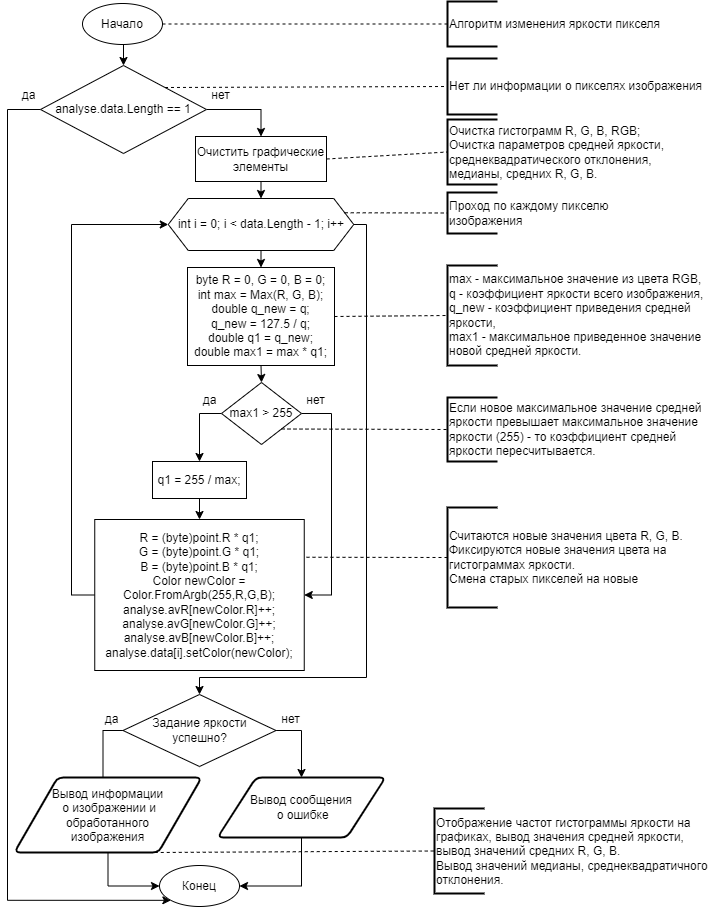 Начало
Алгоритм изменения яркости пикселя
да
analyse.data.Length == 1
нет
Нет ли информации о пикселях изображения
Очистить графические
элементы
Очистка гистограмм R, G, B, RGB;
Очистка параметров средней яркости,
среднеквадратического отклонения,
медианы, средних R, G, B.
int i = 0; i < data.Length - 1; i++
Проход по каждому пикселю
изображения
byte R = 0, G = 0, B = 0;
int max = Max(R, G, B);
double q_new = q;
q_new = 127.5 / q;
double q1 = q_new;
double max1 = max * q1;
max - максимальное значение из цвета RGB,
q - коэффициент яркости всего изображения,
q_new - коэффициент приведения средней
яркости,
max1 - максимальное приведенное значение
новой средней яркости.
да
max1 > 255
нет
Если новое максимальное значение средней
яркости превышает максимальное значение
яркости (255) - то коэффициент средней
яркости пересчитывается.
q1 = 255 / max;
R = (byte)point.R * q1;
G = (byte)point.G * q1;
B = (byte)point.B * q1;
Color newColor =
Color.FromArgb(255,R,G,B);
analyse.avR[newColor.R]++;
analyse.avG[newColor.G]++;
analyse.avB[newColor.B]++;
analyse.data[i].setColor(newColor);
Считаются новые значения цвета R, G, B.
Фиксируются новые значения цвета на
гистограммах яркости.
Смена старых пикселей на новые
да
Задание яркости
успешно?
нет
Вывод информации
о изображении и
обработанного
изображения
Вывод сообщения
о ошибке
Отображение частот гистограммы яркости на
графиках, вывод значения средней яркости,
вывод значений средних R, G, B.
Вывод значений медианы, среднеквадратичного
отклонения.
Конец